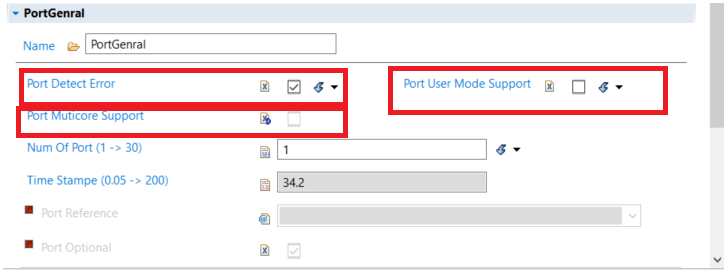 PortGenral
Name PortGenral
Port Detect Error Port User Mode Support
Port Muticore Support
Num Of Port (1 -> 30) 1
Time Stampe (0.05 -> 200) 34.2
Port Reference
Port Optional